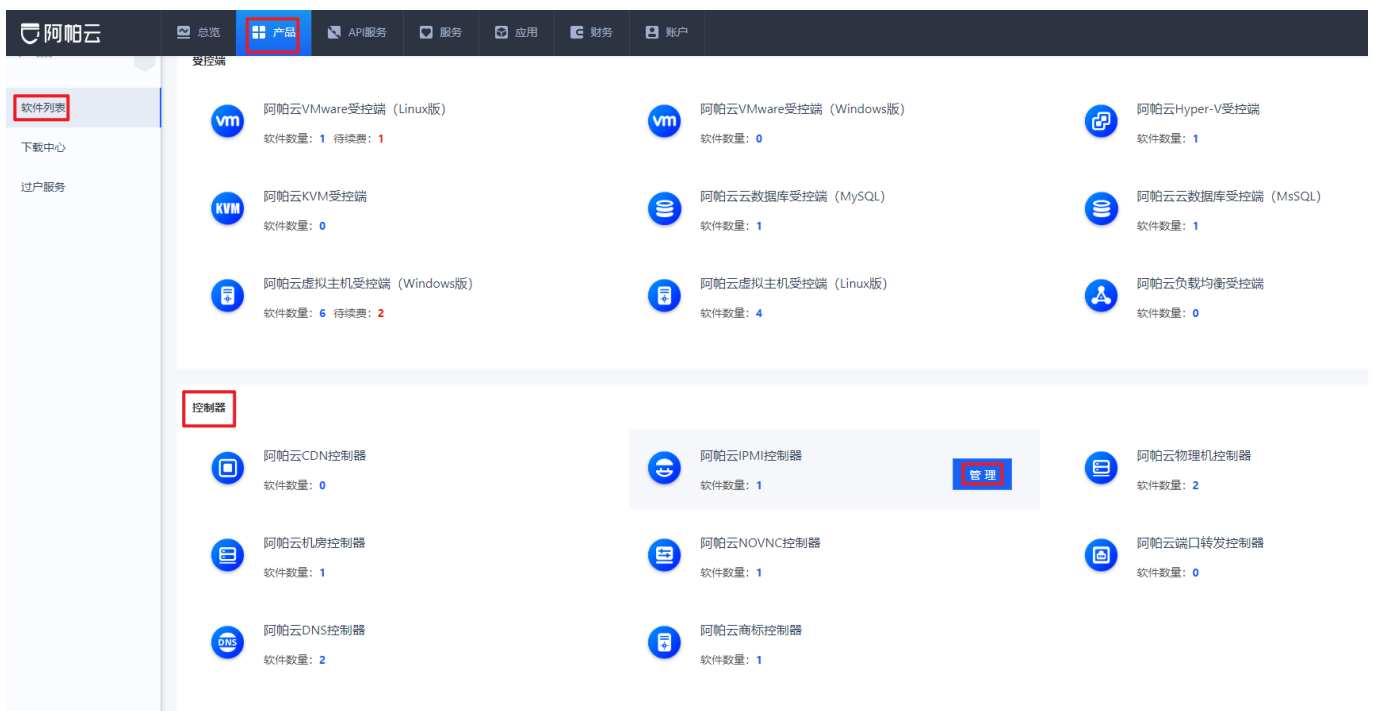 阿帕云
总览 产品 API服务 服务 应用 财务 账户
软件列表
下载中心
过户服务
受控端
阿帕云VMware受控端（Linux版） 阿帕云VMware受控端（Windows版） 阿帕云Hyper-V受控端
软件数量：1 待续费：1 软件数量：0 软件数量：1
阿帕云KVM受控端 阿帕云云数据库受控端（MySQL） 阿帕云云数据库受控端（MsSQL）
软件数量：0 软件数量：1 软件数量：1
阿帕云虚拟主机受控端（Windows版） 阿帕云虚拟主机受控端（Linux版） 阿帕云负载均衡受控端
软件数量：6 待续费：2 软件数量：4 软件数量：0
控制器
阿帕云CDN控制器 阿帕云IPMI控制器 阿帕云物理机控制器
软件数量：0 软件数量：1 管 理 软件数量：2
阿帕云机房控制器 阿帕云NOVNC控制器 阿帕云端口转发控制器
软件数量：1 软件数量：1 软件数量：0
阿帕云DNS控制器 阿帕云商标控制器
软件数量：2 软件数量：1
vm
vm
KVM
DNS